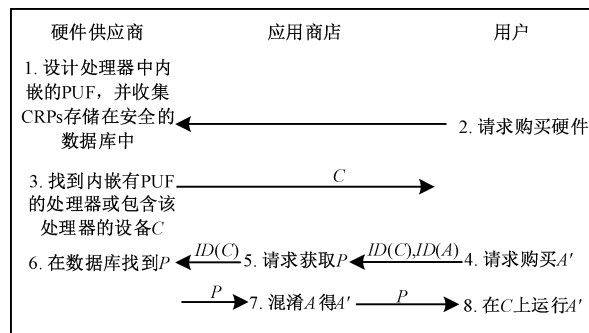 硬件供应商 应用商店 用户
1. 设计处理器中内
嵌的PUF，并收集
CRPs存储在安全的
数据库中
2. 请求购买硬件
3. 找到内嵌有PUF
的处理器或包含该
处理器的设备C
C
6. 在数据库找到P
ID(C)
5. 请求获取P
ID(C),ID(A)
4. 请求购买A'
P
7. 混淆A得A'
P
8. 在C上运行A'